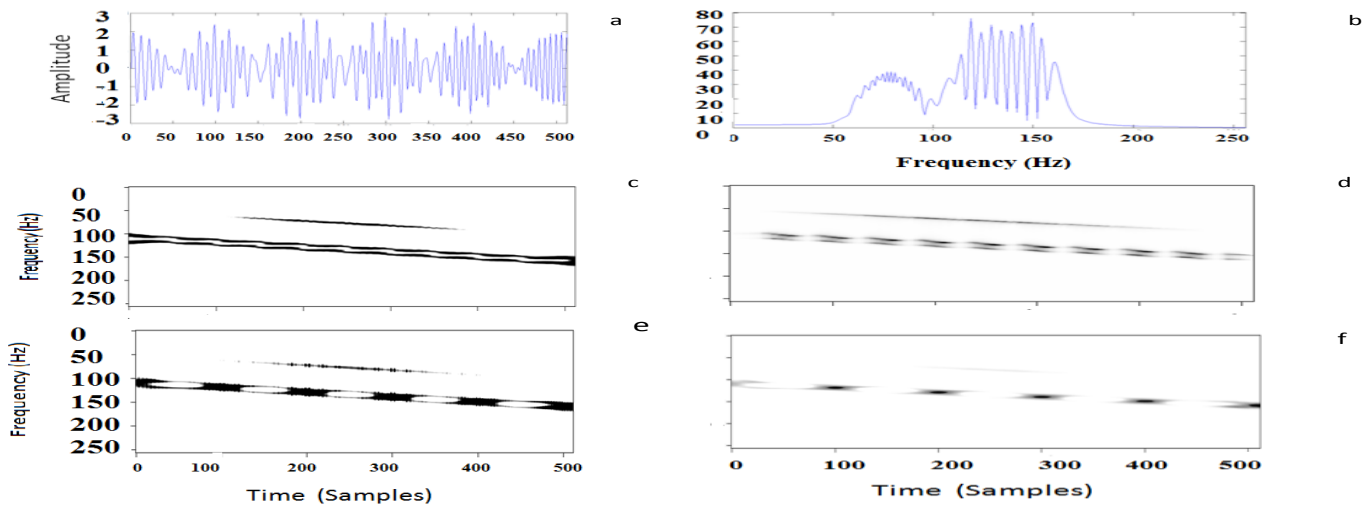 a
Amplitude
3
2
1
0
-1
-2
-3
0 50 100 150 200 250 300 350 400 450 500
b
80
70
60
50
40
30
20
10
0
0 50 100 150 200 250
Frequency (Hz)
c
Frequency (Hz)
0
50
100
150
200
250
d
e
Frequency (Hz)
0
50
100
150
200
250
0 100 200 300 400 500
Time (Samples)
f
0 100 200 300 400 500
Time (Samples)